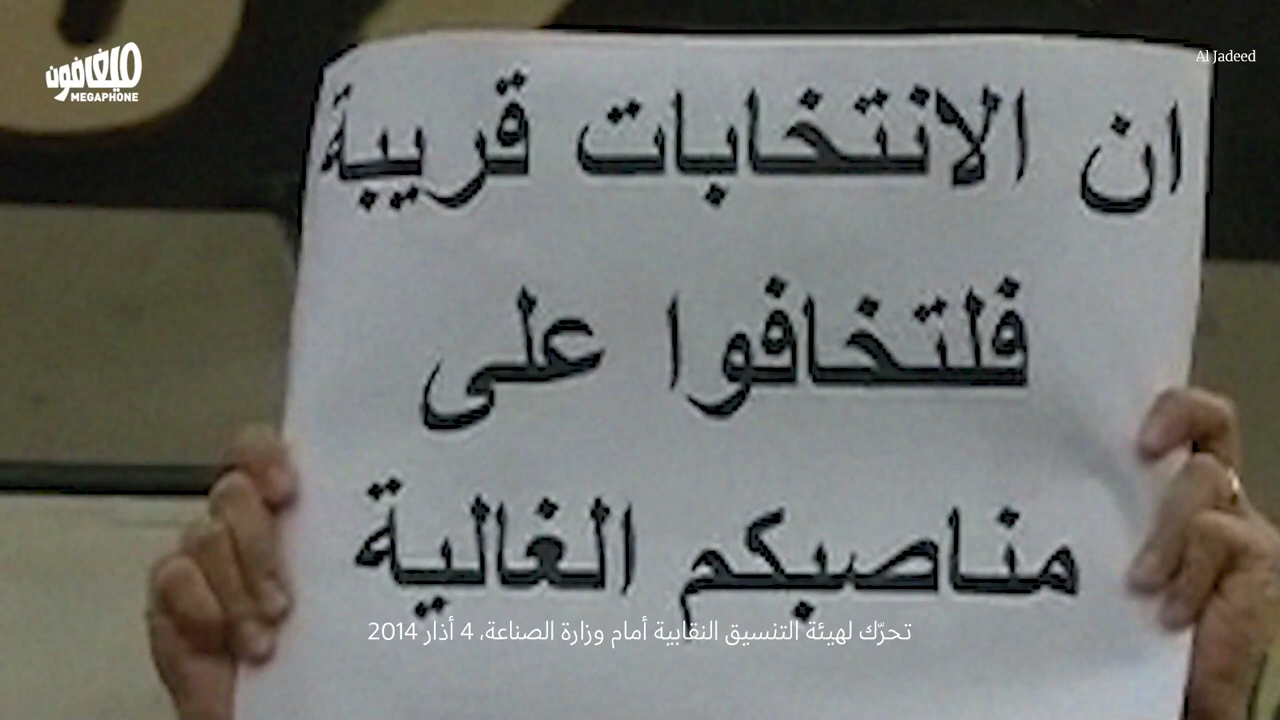 ميغافون
MEGAPHONE
Al Jadeed
ان الانتخابات قريبة
فلتخافوا على
مناصبكم الغالية
تحرّك لهيئة التنسيق النقابية أمام وزارة الصناعة، 4 أذار 2014